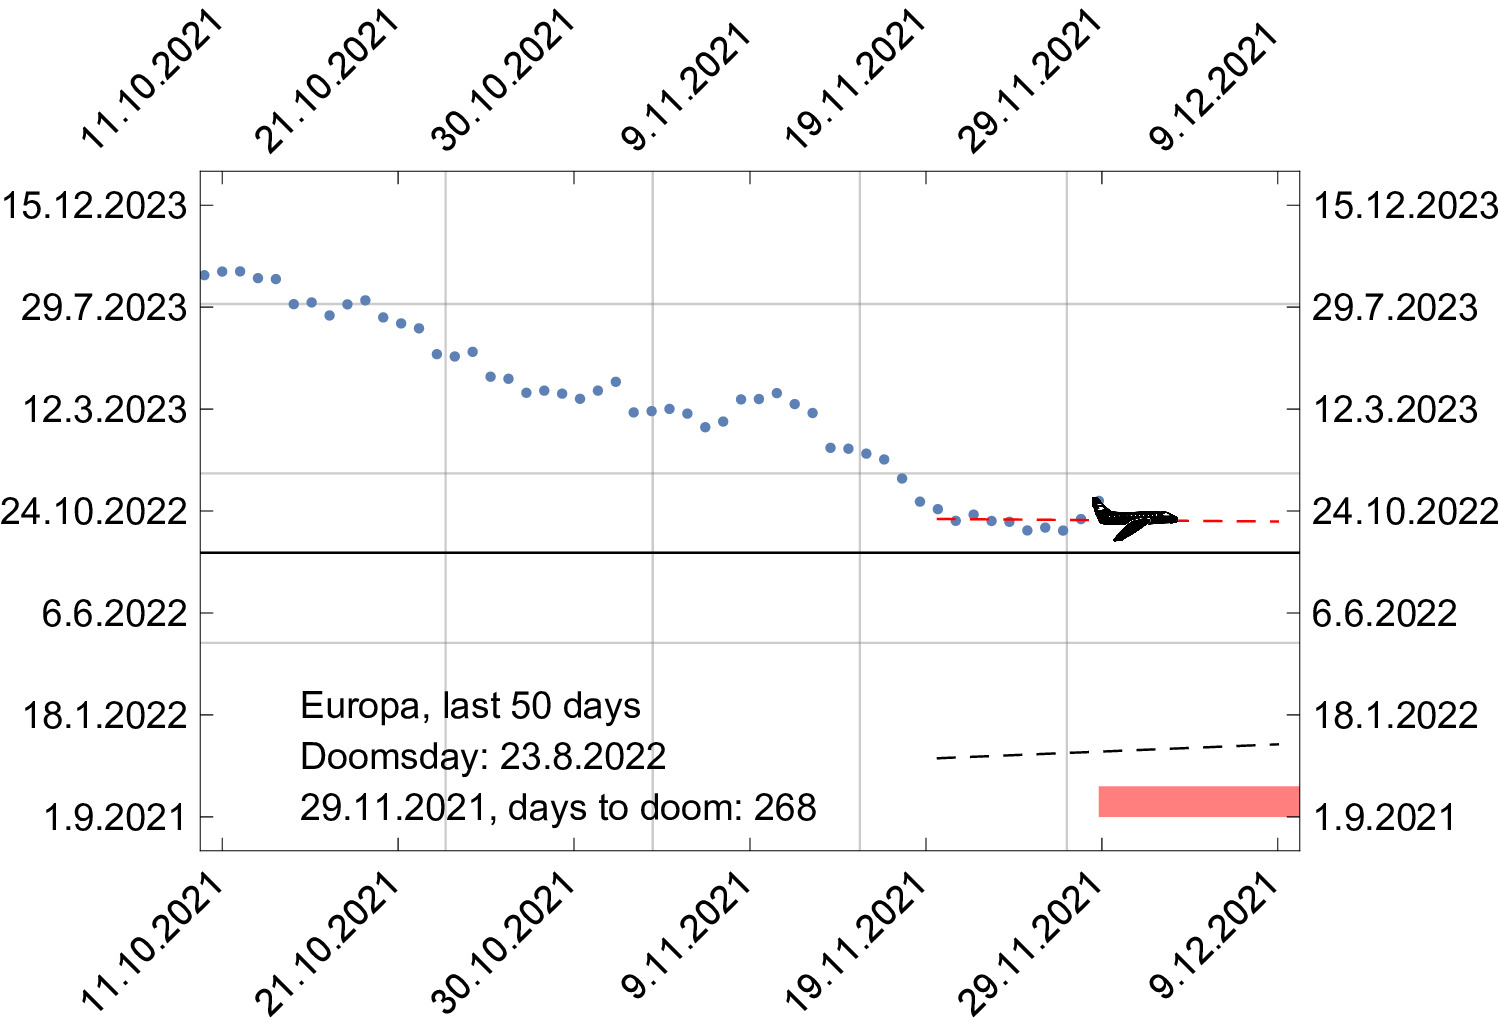 11.10.2021 21.10.2021 30.10.2021 9.11.2021 19.11.2021 29.11.2021 9.12.2021
15.12.2023 15.12.2023
29.7.2023 29.7.2023
12.3.2023 12.3.2023
24.10.2022 24.10.2022
6.6.2022 6.6.2022
Europa, last 50 days
18.1.2022 18.1.2022
Doomsday: 23.8.2022
29.11.2021, days to doom: 268
1.9.2021 1.9.2021
11.10.2021 21.10.2021 30.10.2021 9.11.2021 19.11.2021 29.11.2021 9.12.2021